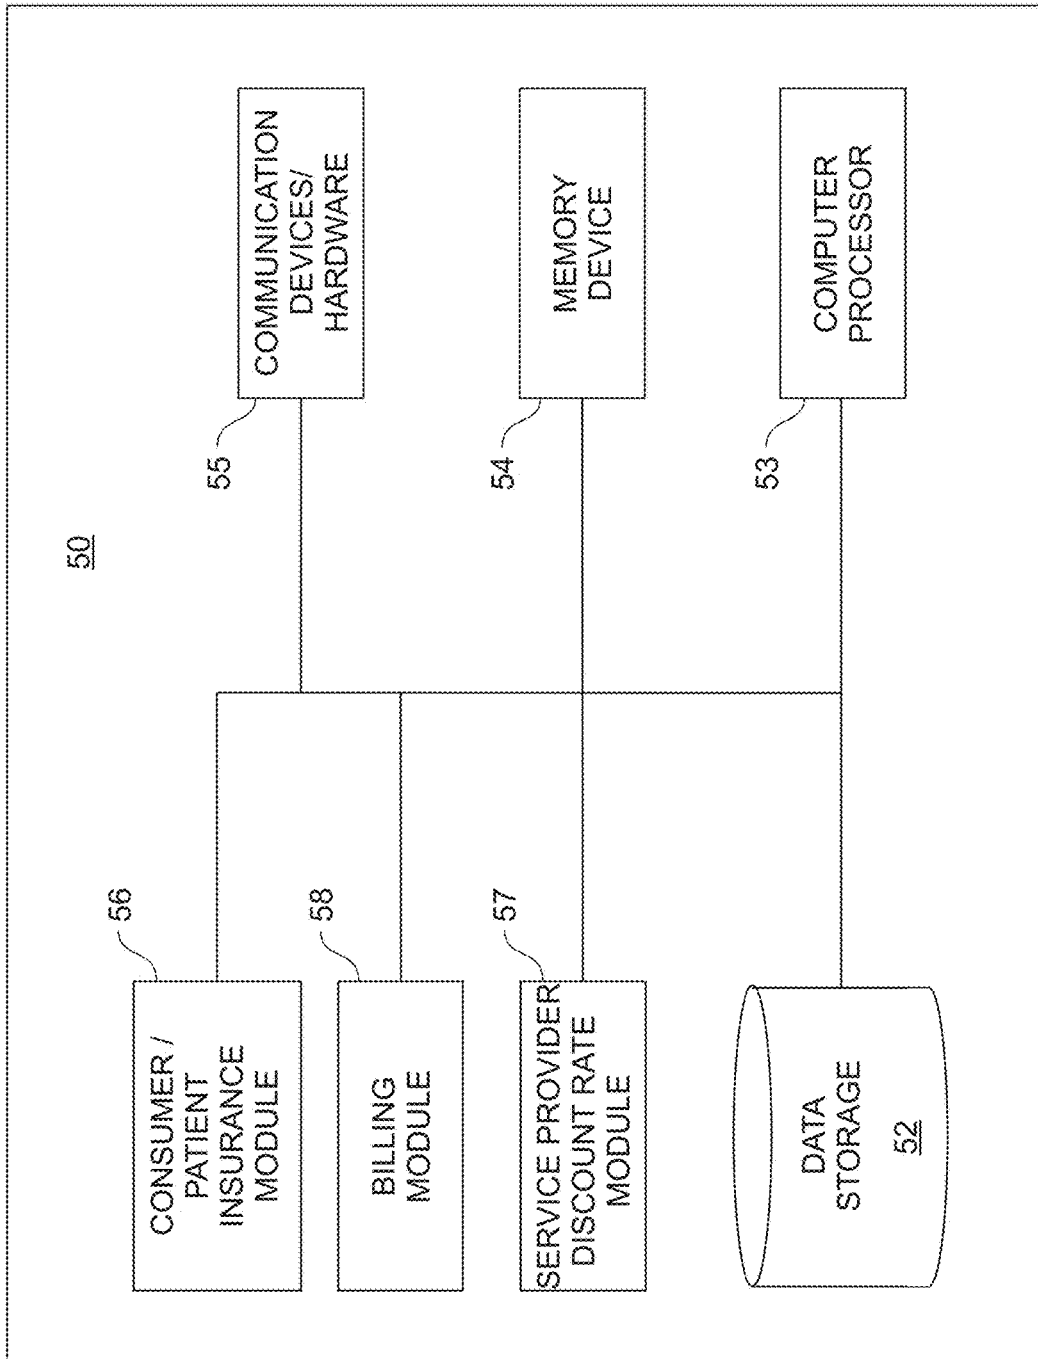 50
56
CONSUMER /
PATIENT
INSURANCE
MODULE
58
BILLING
MODULE
57
SERVICE PROVIDER
DISCOUNT RATE
MODULE
DATA
STORAGE
52
55
COMMUNICATION
DEVICES/
HARDWARE
54
MEMORY
DEVICE
53
COMPUTER
PROCESSOR